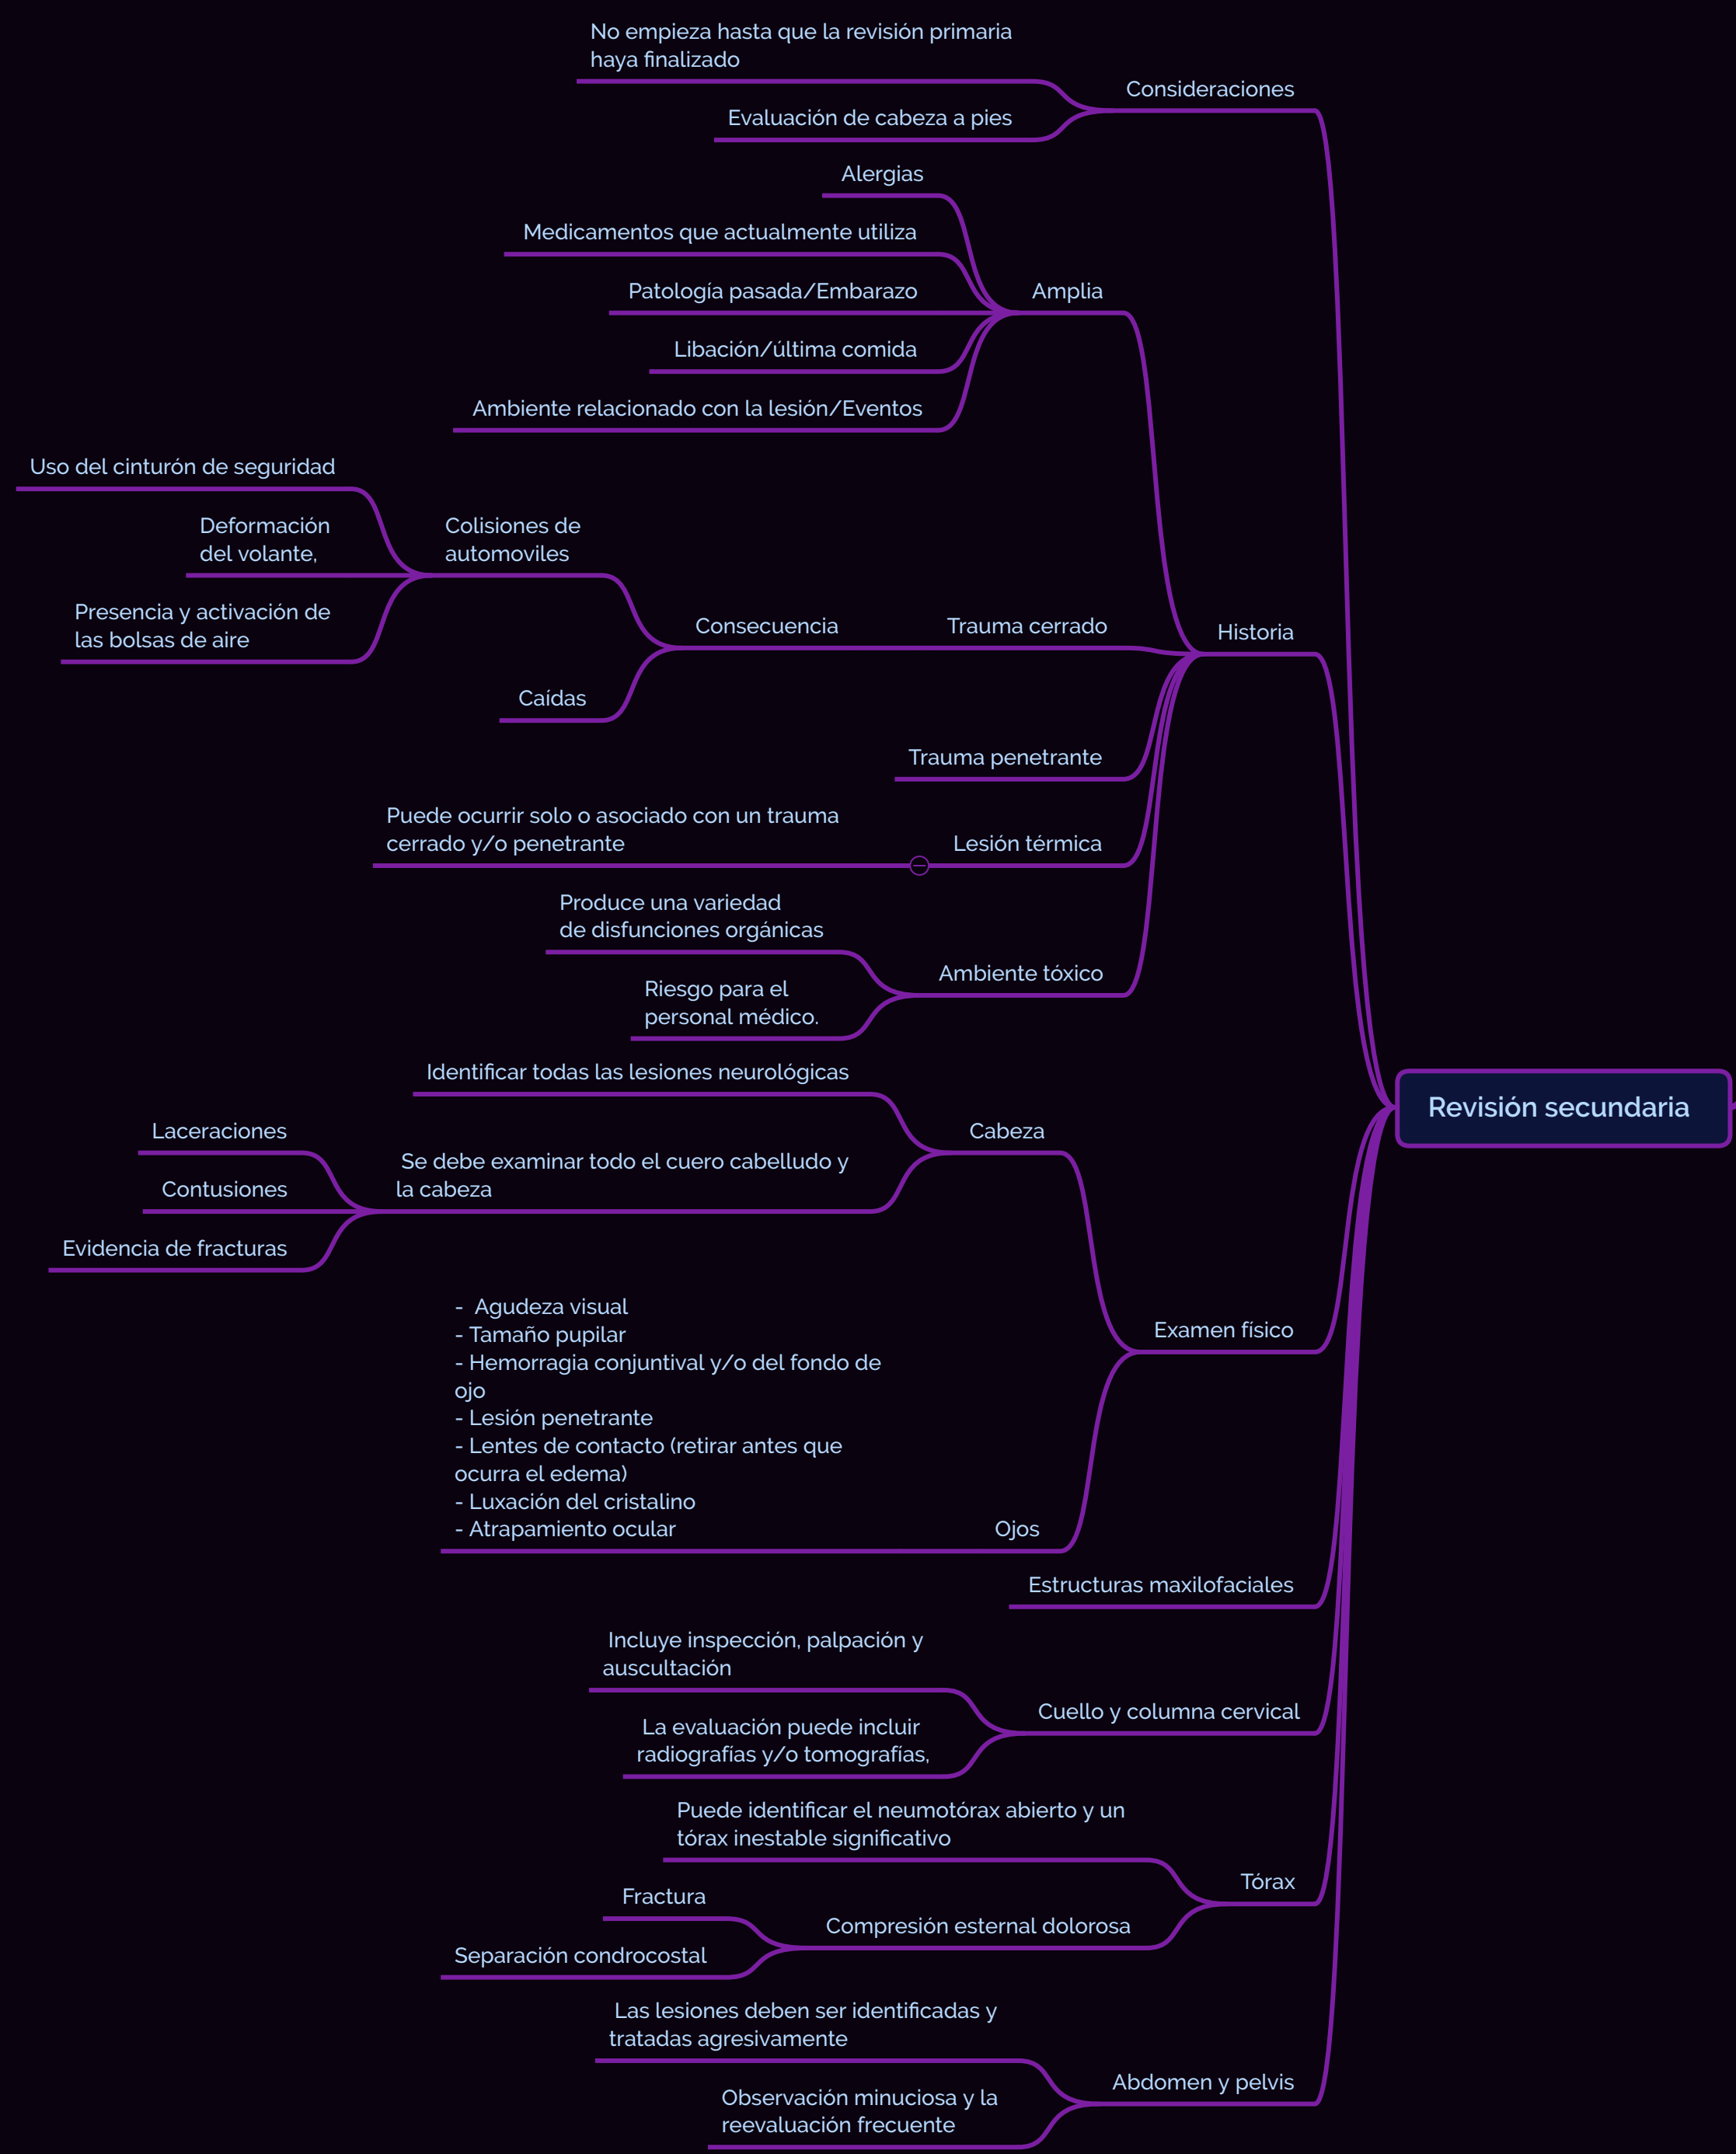 No empieza hasta que la revisión primaria
haya finalizado
Consideraciones
Evaluación de cabeza a pies
Alergias
Medicamentos que actualmente utiliza
Patología pasada/Embarazo
Amplia
Libación/última comida
Ambiente relacionado con la lesión/Eventos
Uso del cinturón de seguridad
Deformación
del volante,
Colisiones de
automoviles
Presencia y activación de
las bolsas de aire
Consecuencia
Trauma cerrado
Historia
Caídas
Trauma penetrante
Puede ocurrir solo o asociado con un trauma
cerrado y/o penetrante
Lesión térmica
Produce una variedad
de disfunciones orgánicas
Ambiente tóxico
Riesgo para el
personal médico.
Revisión secundaria
Identificar todas las lesiones neurológicas
Cabeza
Laceraciones
Se debe examinar todo el cuero cabelludo y
la cabeza
Contusiones
Evidencia de fracturas
Examen físico
- Agudeza visual
- Tamaño pupilar
- Hemorragia conjuntival y/o del fondo de
ojo
- Lesión penetrante
- Lentes de contacto (retirar antes que
ocurra el edema)
- Luxación del cristalino
- Atrapamiento ocular
Ojos
Estructuras maxilofaciales
Incluye inspección, palpación y
auscultación
Cuello y columna cervical
La evaluación puede incluir
radiografías y/o tomografías,
Puede identificar el neumotórax abierto y un
tórax inestable significativo
Tórax
Fractura
Compresión esternal dolorosa
Separación condrocostal
Las lesiones deben ser identificadas y
tratadas agresivamente
Abdomen y pelvis
Observación minuciosa y la
reevaluación frecuente